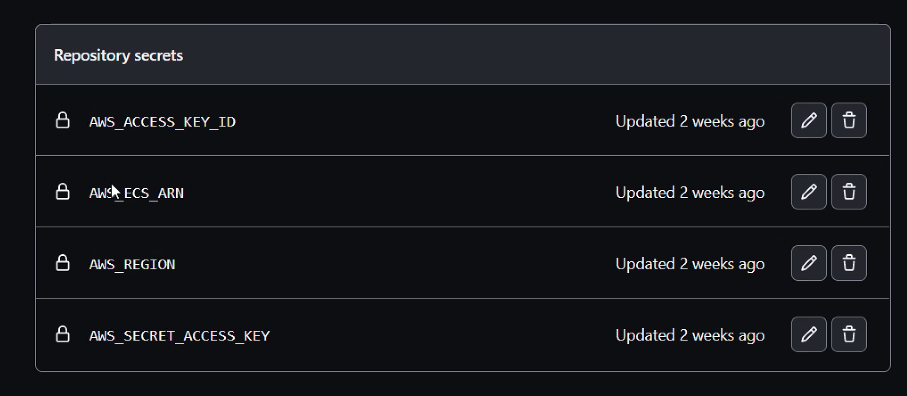 Repository secrets
AWS_ACCESS_KEY_ID Updated 2 weeks ago
AWS_ECS_ARN Updated 2 weeks ago
AWS_REGION Updated 2 weeks ago
AWS_SECRET_ACCESS_KEY Updated 2 weeks ago